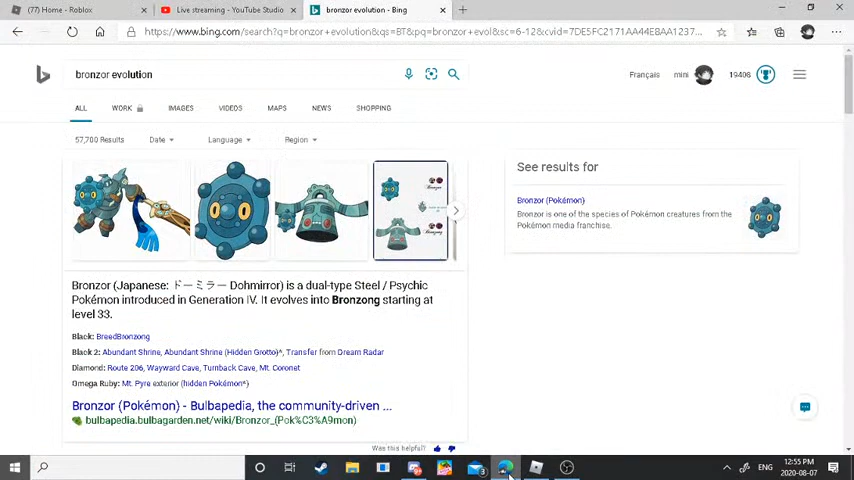 (77) Home - Roblox
Live streaming - YouTube Studio
bronzor evolution - Bing
https://www.bing.com/search?q=bronzor+evolution&qs=BT&pq=bronzor+evol&sc=6-12&cvid=7DE5FC2171AA44E8AA1237...
bronzor evolution
Français
mini
19408
ALL
WORK
IMAGES
VIDEOS
MAPS
NEWS
SHOPPING
57,700 Results
Date
Language
Region
See results for
Bronzor (Pokémon)
Bronzor is one of the species of Pokémon creatures from the
Pokémon media franchise.
Bronzor (Japanese: ドーミラー Dohmirror) is a dual-type Steel / Psychic
Pokémon introduced in Generation IV. It evolves into Bronzong starting at
level 33.
Black: BreedBronzong
Black 2: Abundant Shrine, Abundant Shrine (Hidden Grotto)*, Transfer from Dream Radar
Diamond: Route 206, Wayward Cave, Turnback Cave, Mt. Coronet
Omega Ruby: Mt. Pyre exterior (hidden Pokémon*)
Bronzor (Pokémon) - Bulbapedia, the community-driven ...
bulbapedia.bulbagarden.net/wiki/Bronzor_(Pok%C3%A9mon)
Was this helpful?
3
ENG
12:55 PM
2020-08-07